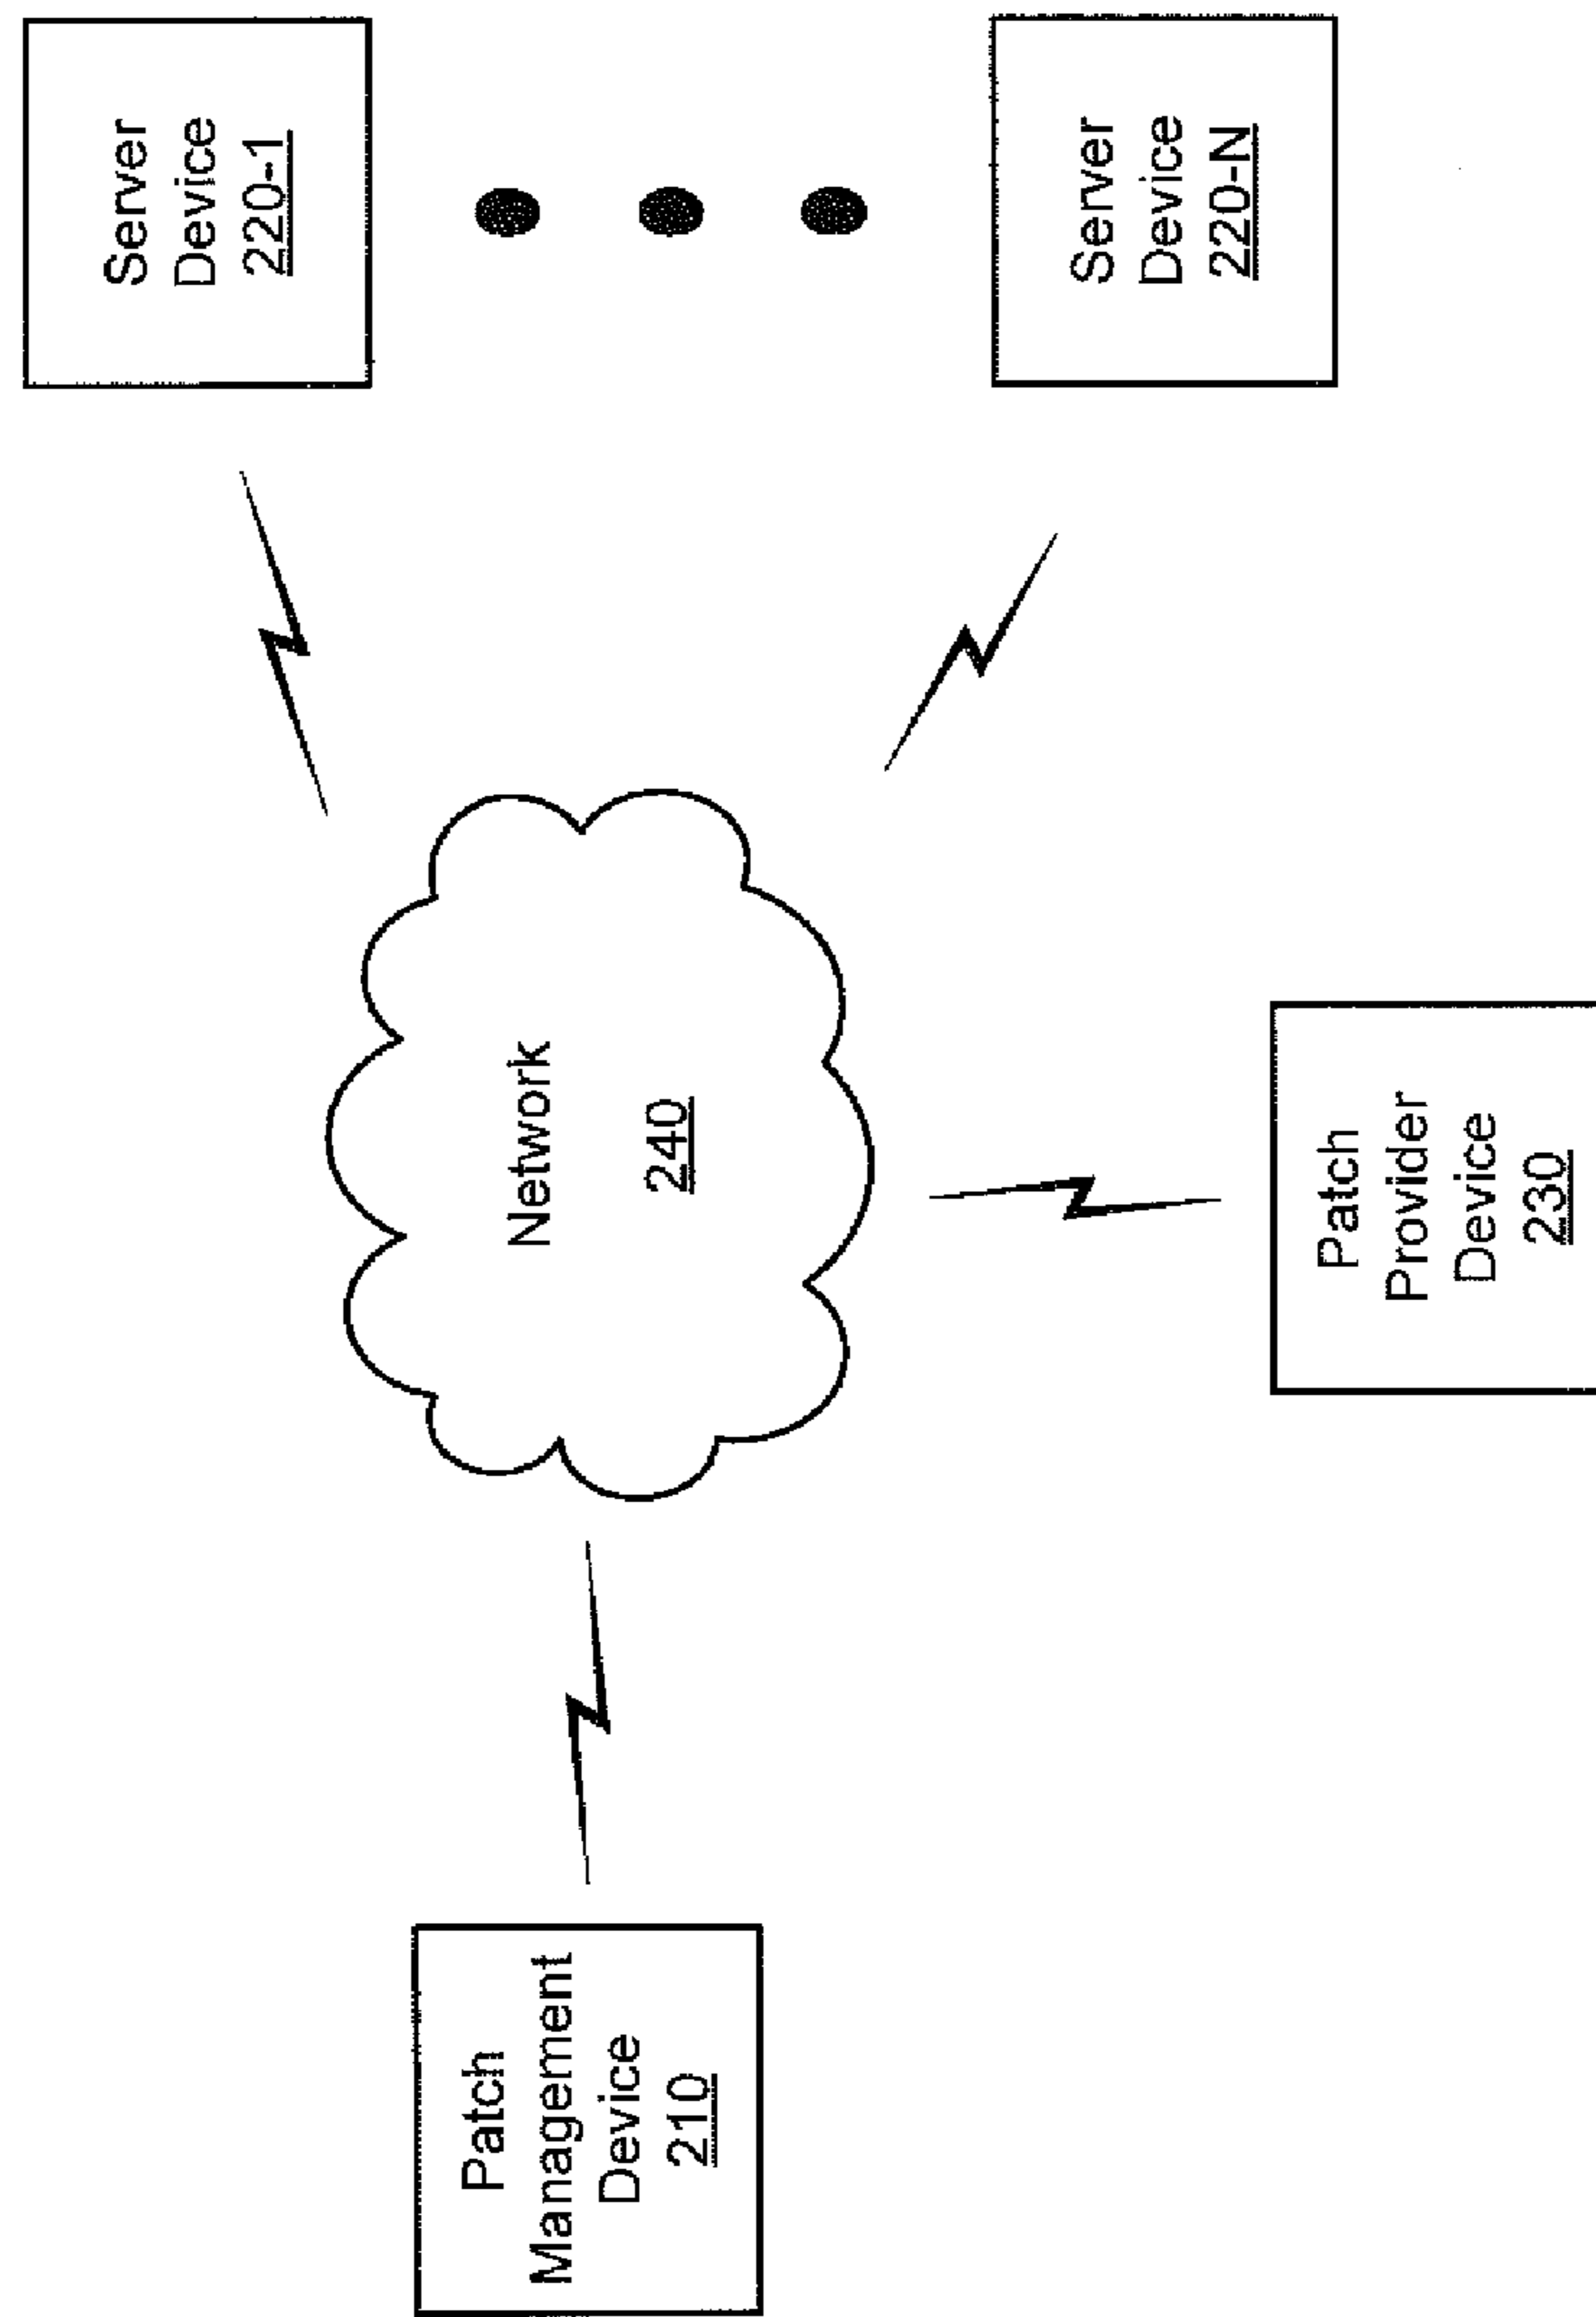 Patch
Management
Device
210
Network
240
Patch
Provider
Device
230
Server
Device
220-1
Server
Device
220-N